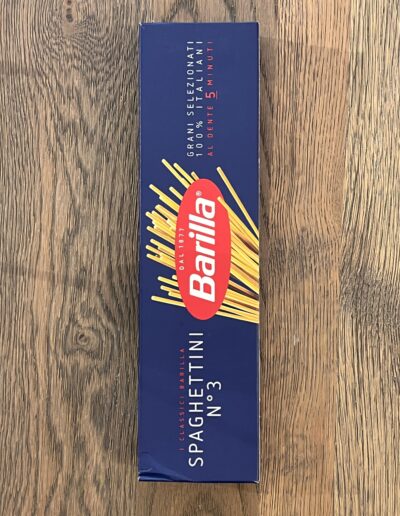 I CLASSICI BARILLA
SPAGHETTINI
N°3
DAL 1877
Barilla®
GRANI SELEZIONATI
100% ITALIANI
AL DENTE 5 MINUTI